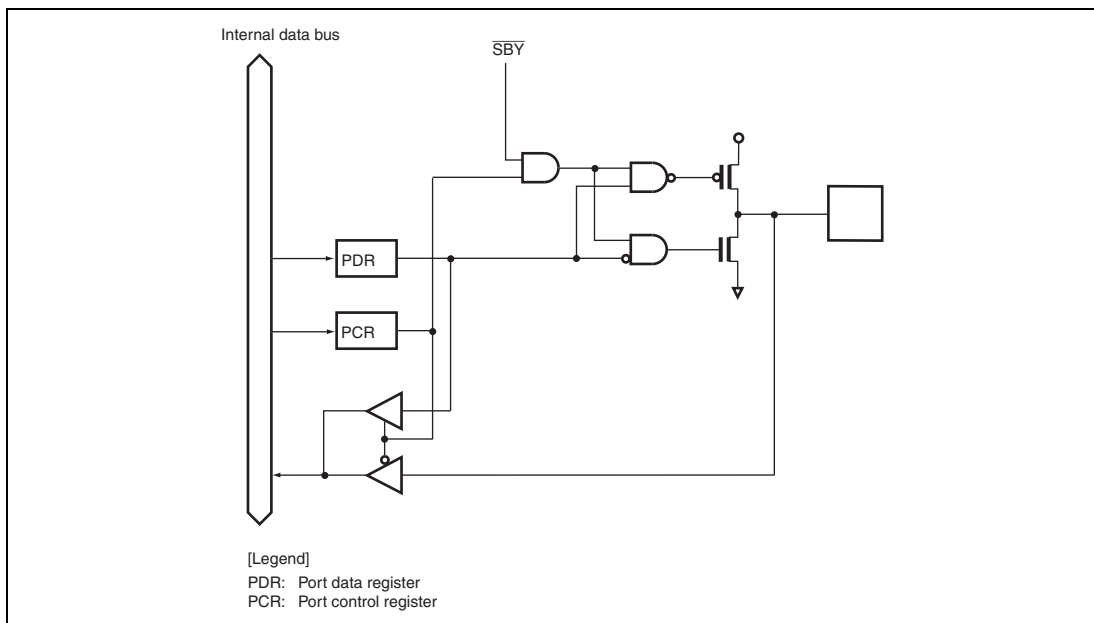 Internal data bus
SBY
PDR
PCR
[Legend]
PDR: Port data register
PCR: Port control register